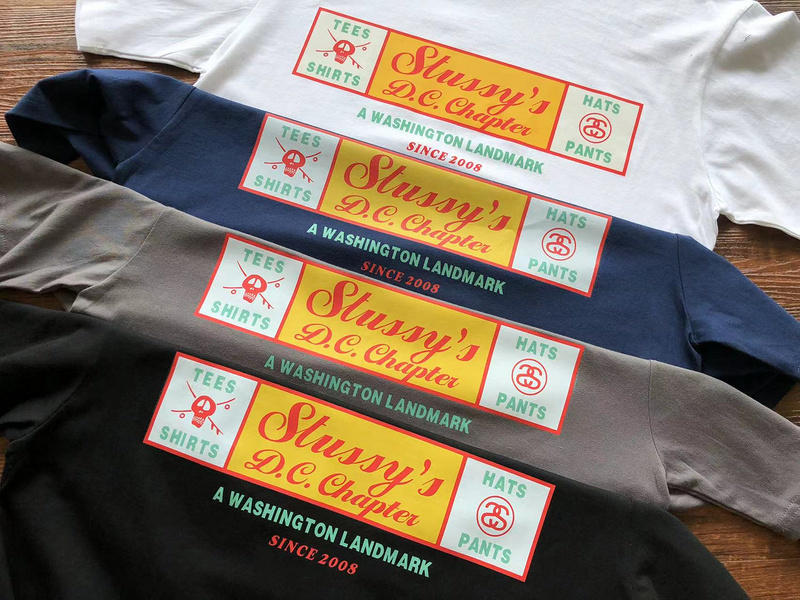 TEES
SHIRTS
Stussy's
D.C. Chapter
HATS
PANTS
A WASHINGTON LANDMARK
SINCE 2008
TEES
SHIRTS
Stussy's
D.C. Chapter
HATS
PANTS
A WASHINGTON LANDMARK
SINCE 2008
TEES
SHIRTS
Stussy's
D.C. Chapter
HATS
PANTS
A WASHINGTON LANDMARK
TEES
SHIRTS
Stussy's
D.C. Chapter
HATS
PANTS
A WASHINGTON LANDMARK
SINCE 2008